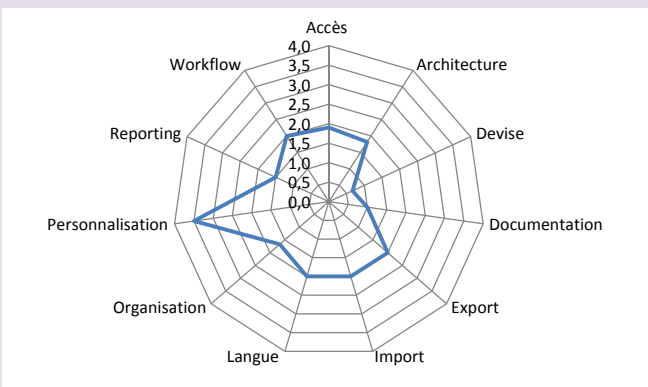 Accès
Workflow
Architecture
4,0
3,5
3,0
2,5
2,0
1,5
1,0
0,5
0,0
Reporting
Devise
Personnalisation
Documentation
Organisation
Export
Langue
Import